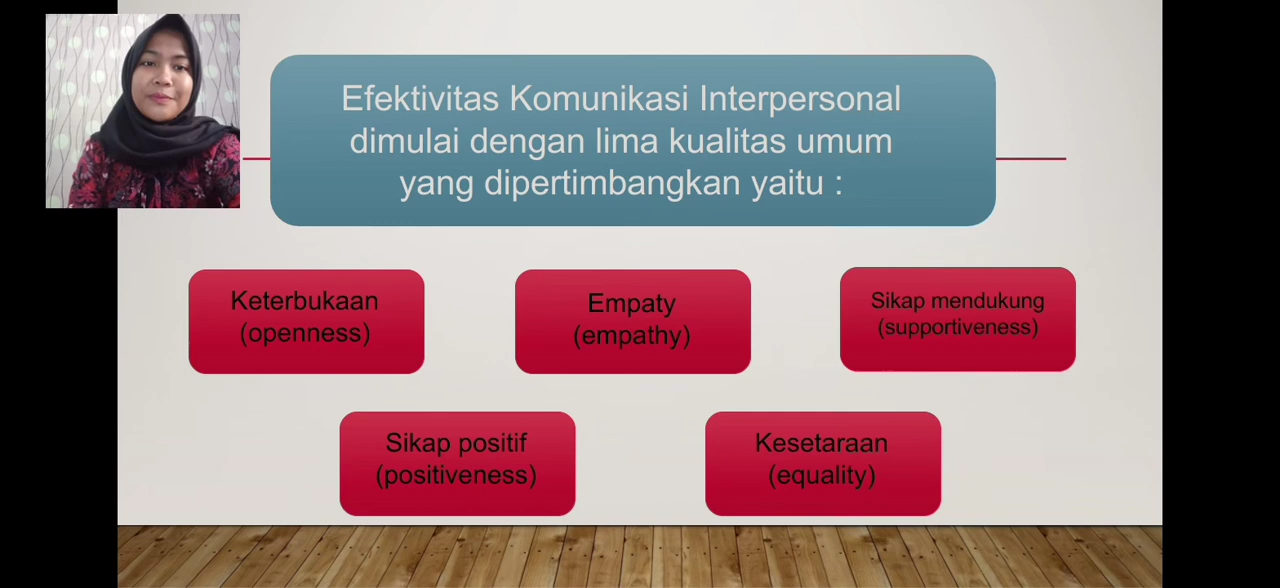 Efektivitas Komunikasi Interpersonal
dimulai dengan lima kualitas umum
yang dipertimbangkan yaitu :
Keterbukaan
(openness)
Empaty
(empathy)
Sikap mendukung
(supportiveness)
Sikap positif
(positiveness)
Kesetaraan
(equality)